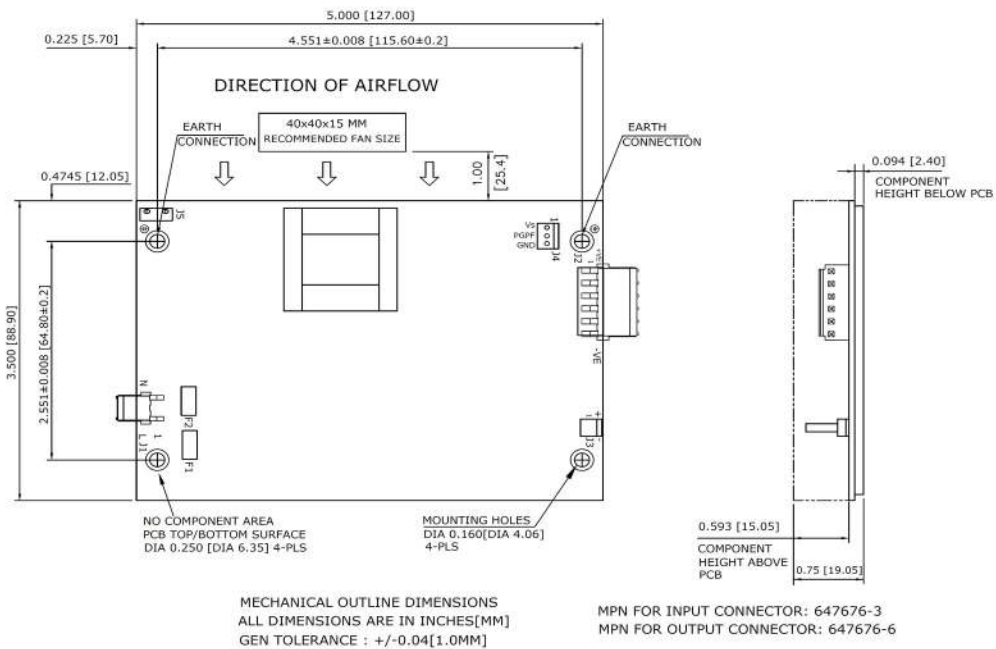 5.000 [127.00]
0.225 [5.70]
4.551±0.008 [115.60±0.2]
DIRECTION OF AIRFLOW
40x40x15 MM
RECOMMENDED FAN SIZE
EARTH
CONNECTION
EARTH
CONNECTION
1.00
[25.4]
0.094 [2.40]
COMPONENT
HEIGHT BELOW PCB
0.4745 [12.05]
J5
Vs
PGPF
GND
1
J4
J2
1
+VE
-VE
3.500 [88.90]
2.551±0.008 [64.80±0.2]
N
F2
L
1
J1
F1
1
+
-
J3
NO COMPONENT AREA
PCB TOP/BOTTOM SURFACE
DIA 0.250 [DIA 6.35] 4-PLS
MOUNTING HOLES
DIA 0.160[DIA 4.06]
4-PLS
0.593 [15.05]
COMPONENT
HEIGHT ABOVE
PCB
0.75 [19.05]
MECHANICAL OUTLINE DIMENSIONS
ALL DIMENSIONS ARE IN INCHES[MM]
GEN TOLERANCE : +/-0.04[1.0MM]
MPN FOR INPUT CONNECTOR: 647676-3
MPN FOR OUTPUT CONNECTOR: 647676-6